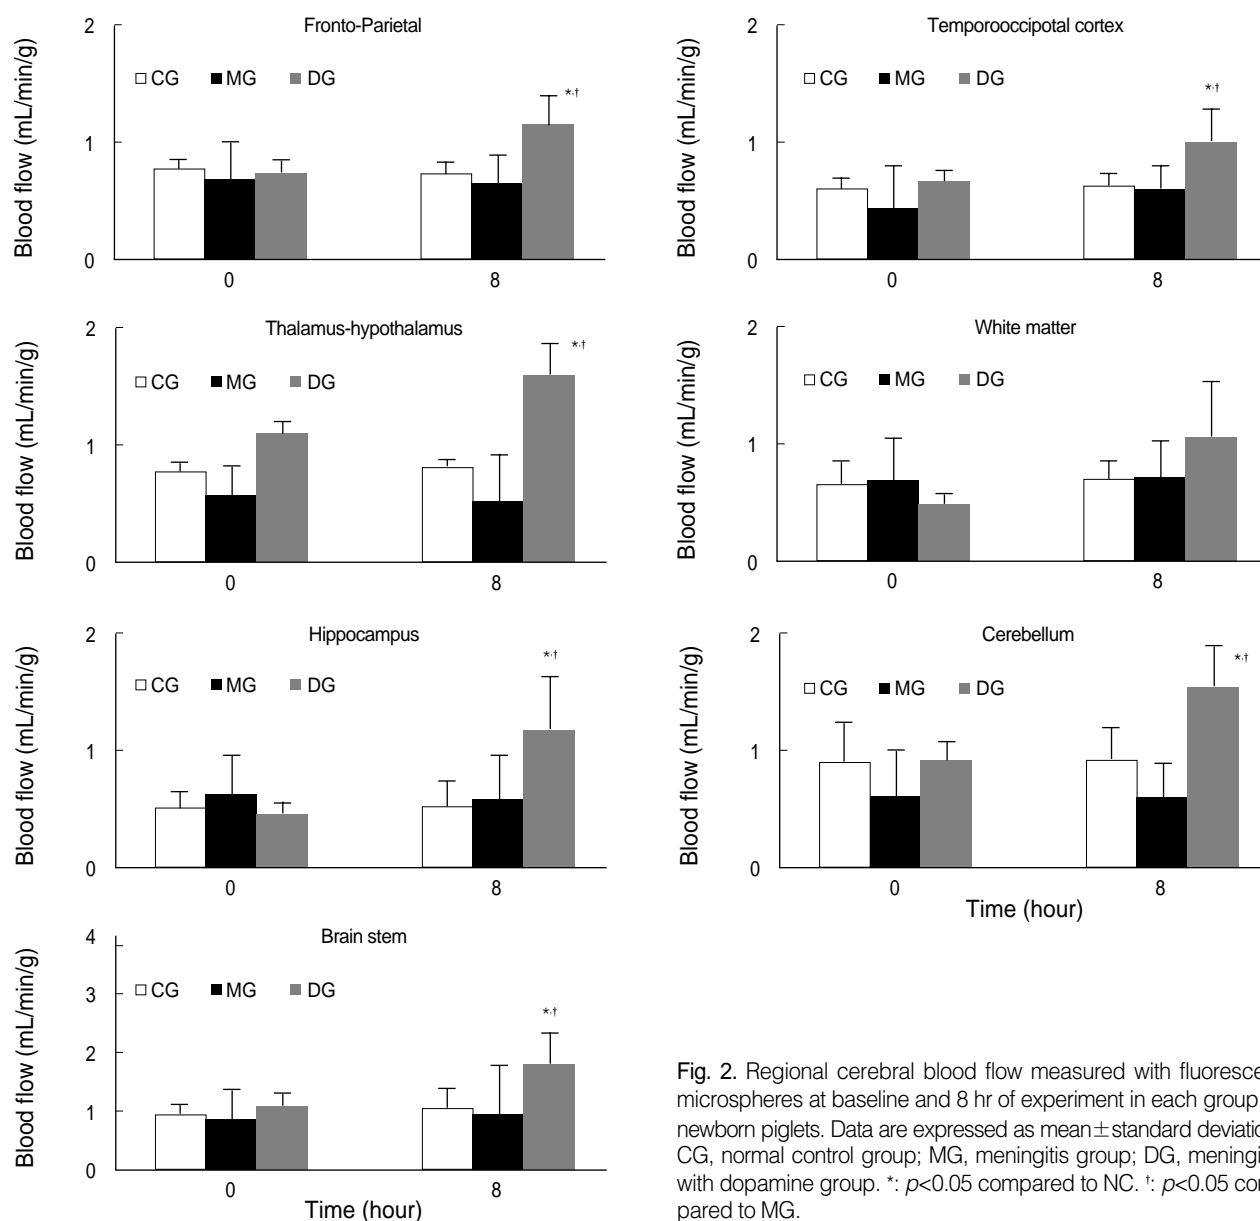 Fronto-Parietal
2
1
0
Blood flow (mL/min/g)
CG MG DG
*,†
0 8
Temporooccipotal cortex
2
1
0
Blood flow (mL/min/g)
CG MG DG
*,†
0 8
Thalamus-hypothalamus
2
1
0
Blood flow (mL/min/g)
CG MG DG
*,†
0 8
White matter
2
1
0
Blood flow (mL/min/g)
CG MG DG
0 8
Hippocampus
2
1
0
Blood flow (mL/min/g)
CG MG DG
*,†
0 8
Cerebellum
2
1
0
Blood flow (mL/min/g)
CG MG DG
*,†
0 8
Time (hour)
Brain stem
4
3
2
1
0
Blood flow (mL/min/g)
CG MG DG
*,†
0 8
Time (hour)
Fig. 2. Regional cerebral blood flow measured with fluoresce
microspheres at baseline and 8 hr of experiment in each group
newborn piglets. Data are expressed as mean±standard deviatio
CG, normal control group; MG, meningitis group; DG, meningi
with dopamine group. *: p<0.05 compared to NC. †: p<0.05 com
pared to MG.